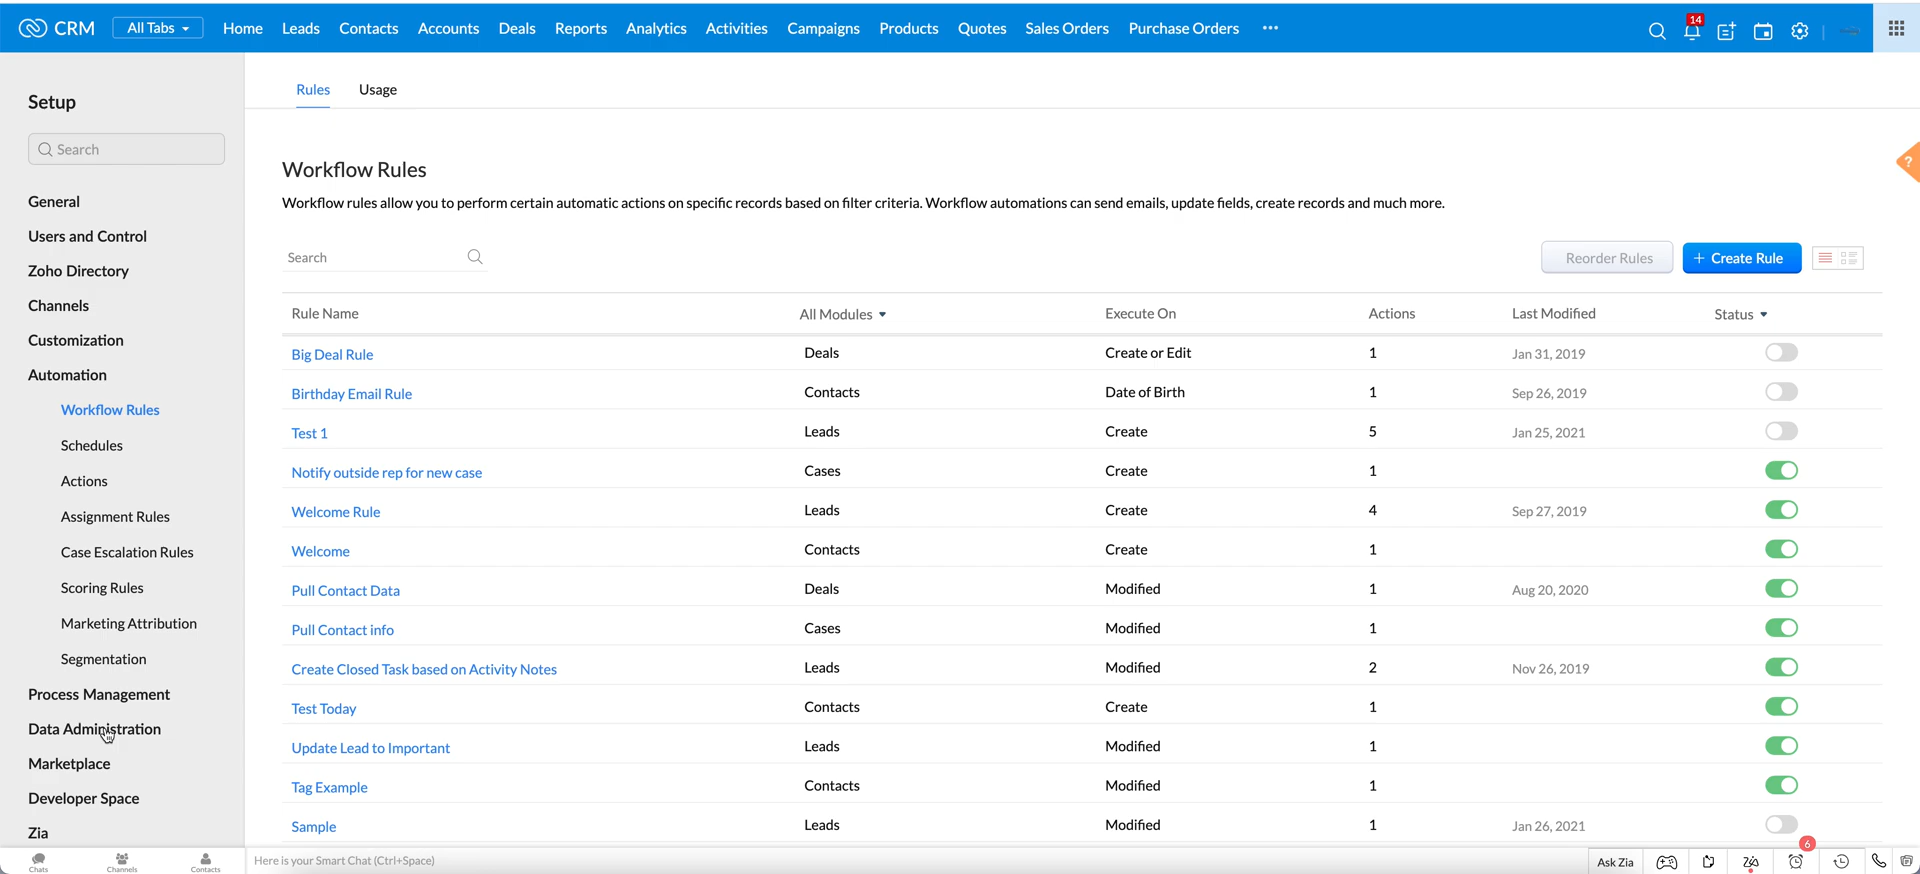 CRM
All Tabs
Home
Leads
Contacts
Accounts
Deals
Reports
Analytics
Activities
Campaigns
Products
Quotes
Sales Orders
Purchase Orders
14
Setup
Search
General
Users and Control
Zoho Directory
Channels
Customization
Automation
Workflow Rules
Schedules
Actions
Assignment Rules
Case Escalation Rules
Scoring Rules
Marketing Attribution
Segmentation
Process Management
Data Administration
Marketplace
Developer Space
Zia
Rules
Usage
?
Workflow Rules
Workflow rules allow you to perform certain automatic actions on specific records based on filter criteria. Workflow automations can send emails, update fields, create records and much more.
Search
Reorder Rules
+ Create Rule
Rule Name All Modules Execute On Actions Last Modified Status
Big Deal Rule Deals Create or Edit 1 Jan 31, 2019
Birthday Email Rule Contacts Date of Birth 1 Sep 26, 2019
Test 1 Leads Create 5 Jan 25, 2021
Notify outside rep for new case Cases Create 1
Welcome Rule Leads Create 4 Sep 27, 2019
Welcome Contacts Create 1
Pull Contact Data Deals Modified 1 Aug 20, 2020
Pull Contact info Cases Modified 1
Create Closed Task based on Activity Notes Leads Modified 2 Nov 26, 2019
Test Today Contacts Create 1
Update Lead to Important Leads Modified 1
Tag Example Contacts Modified 1
Sample Leads Modified 1 Jan 26, 2021
Chats
Channels
Contacts
Here is your Smart Chat (Ctrl+Space)
Ask Zia
6